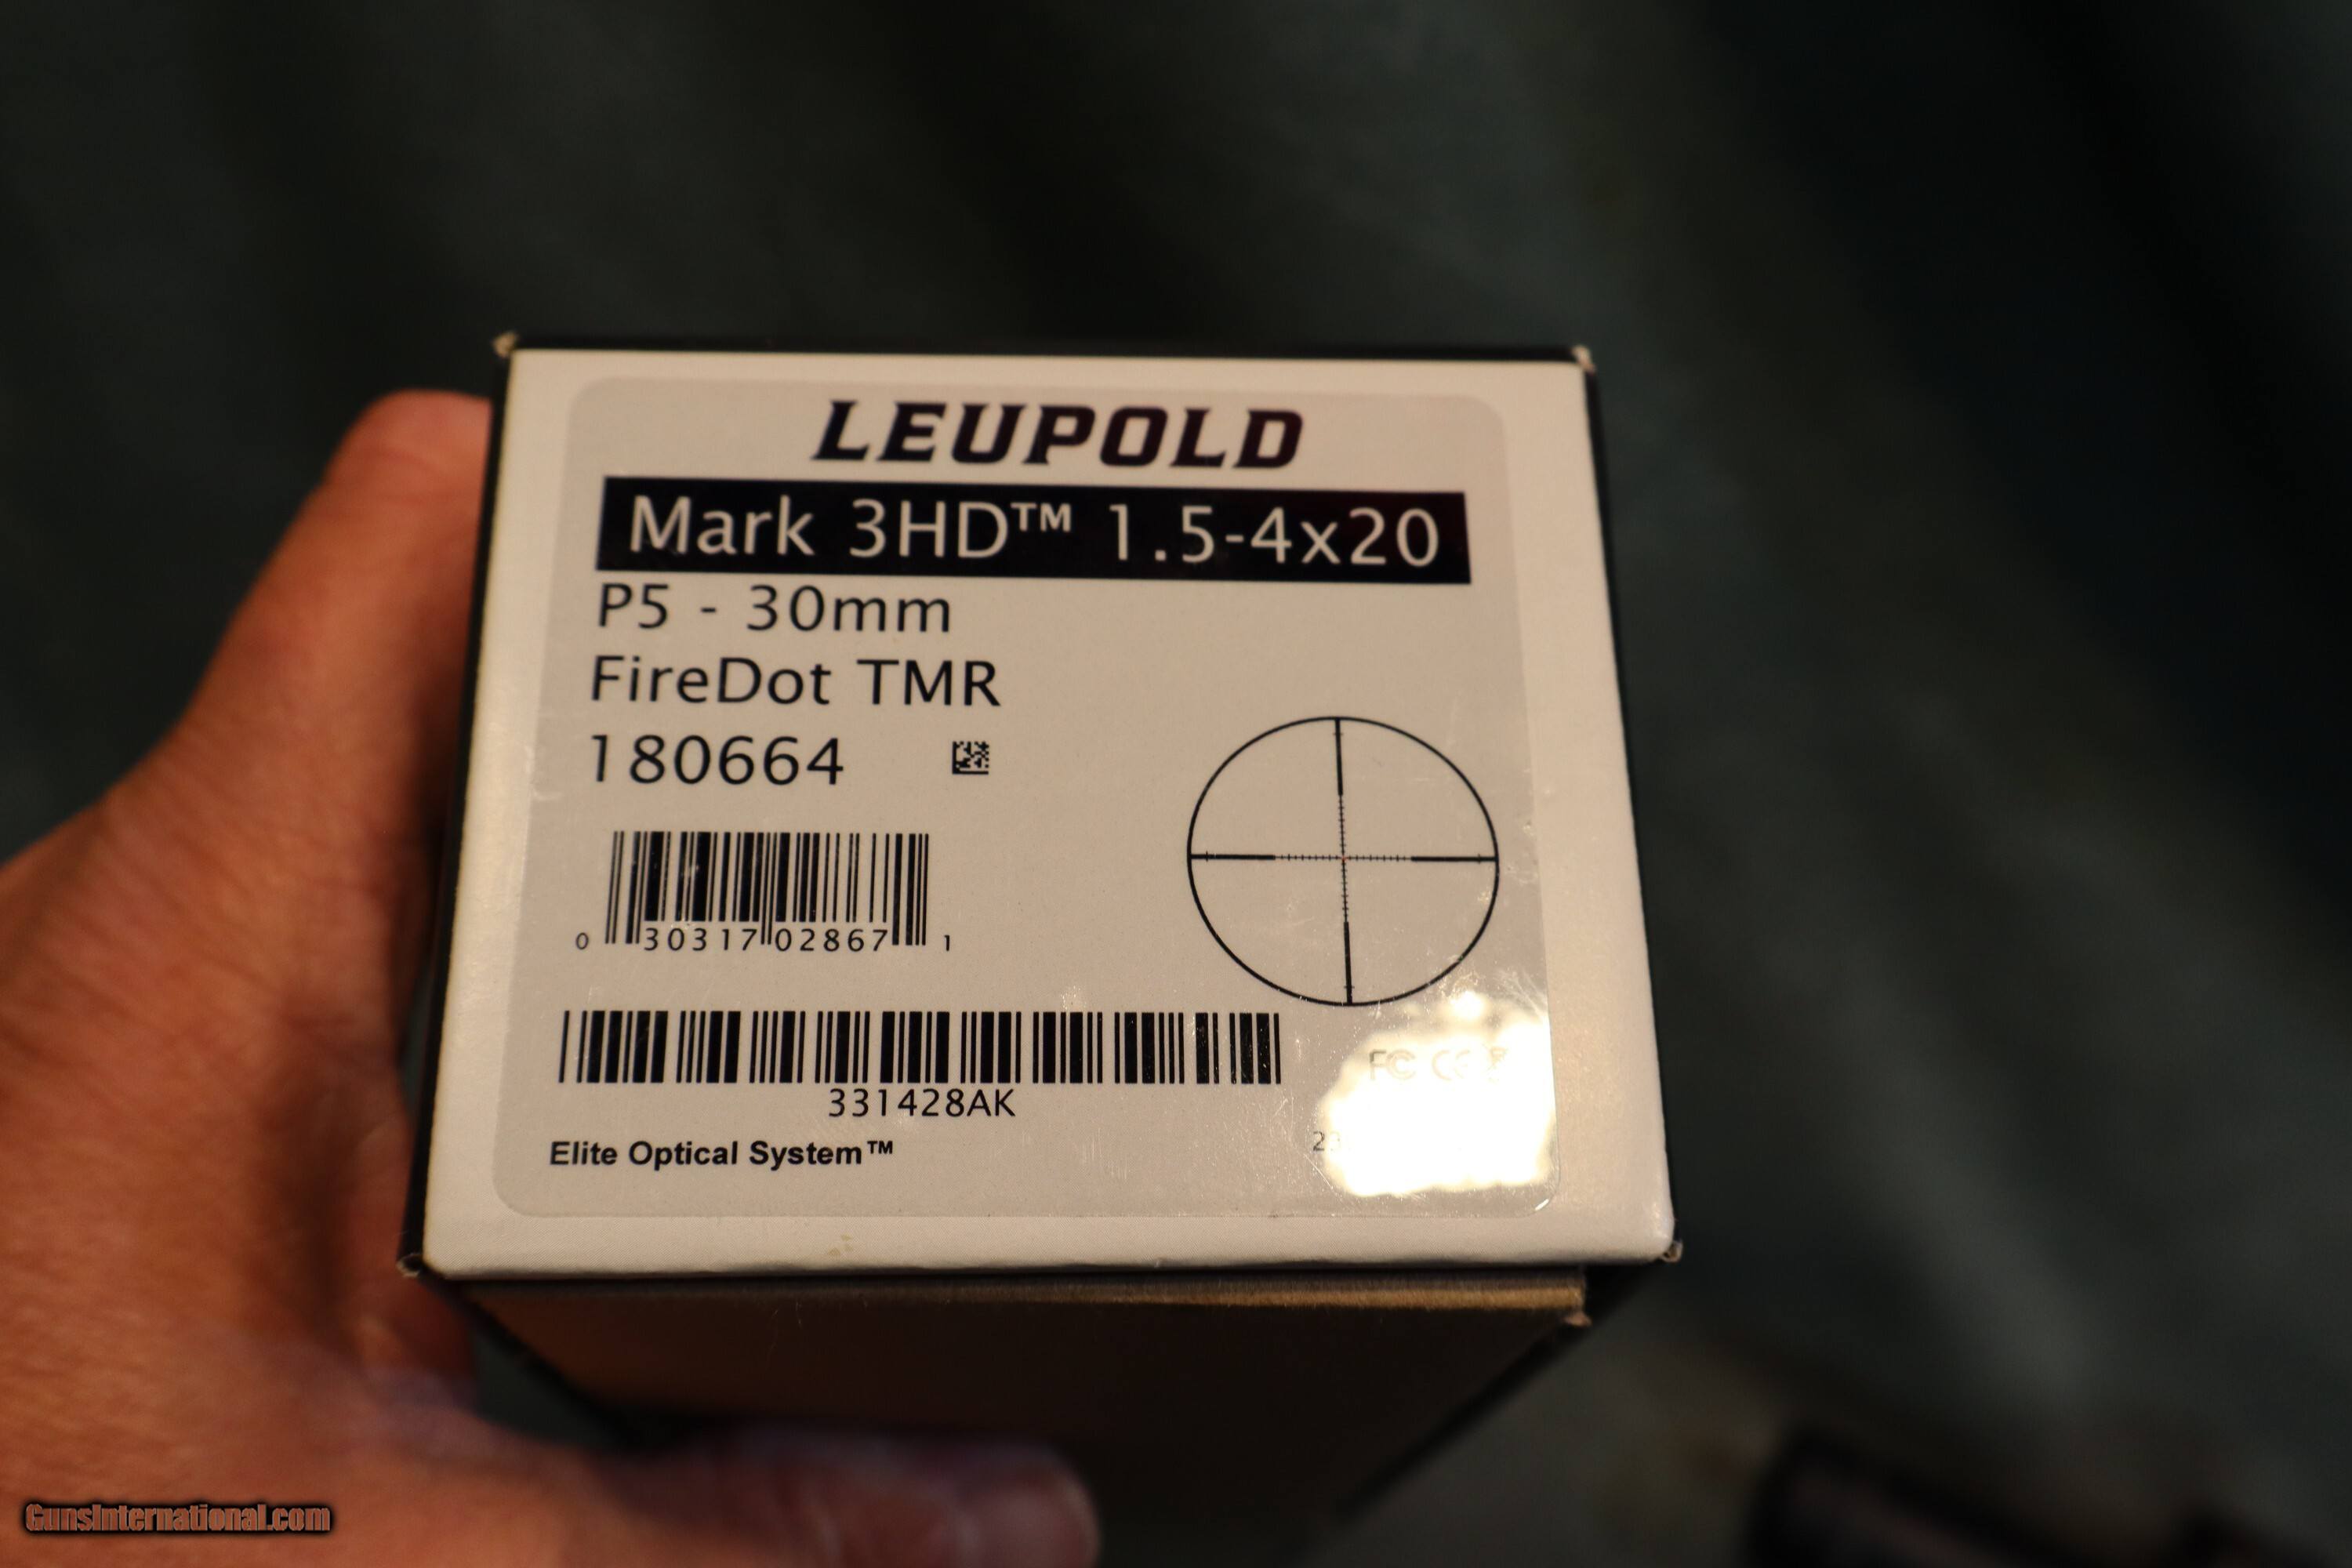 LEUPOLD
Mark 3HD™ 1.5-4x20
P5 - 30mm
FireDot TMR
180664
0 30317 02867 1
331428AK
Elite Optical System™
GunsInternational.com